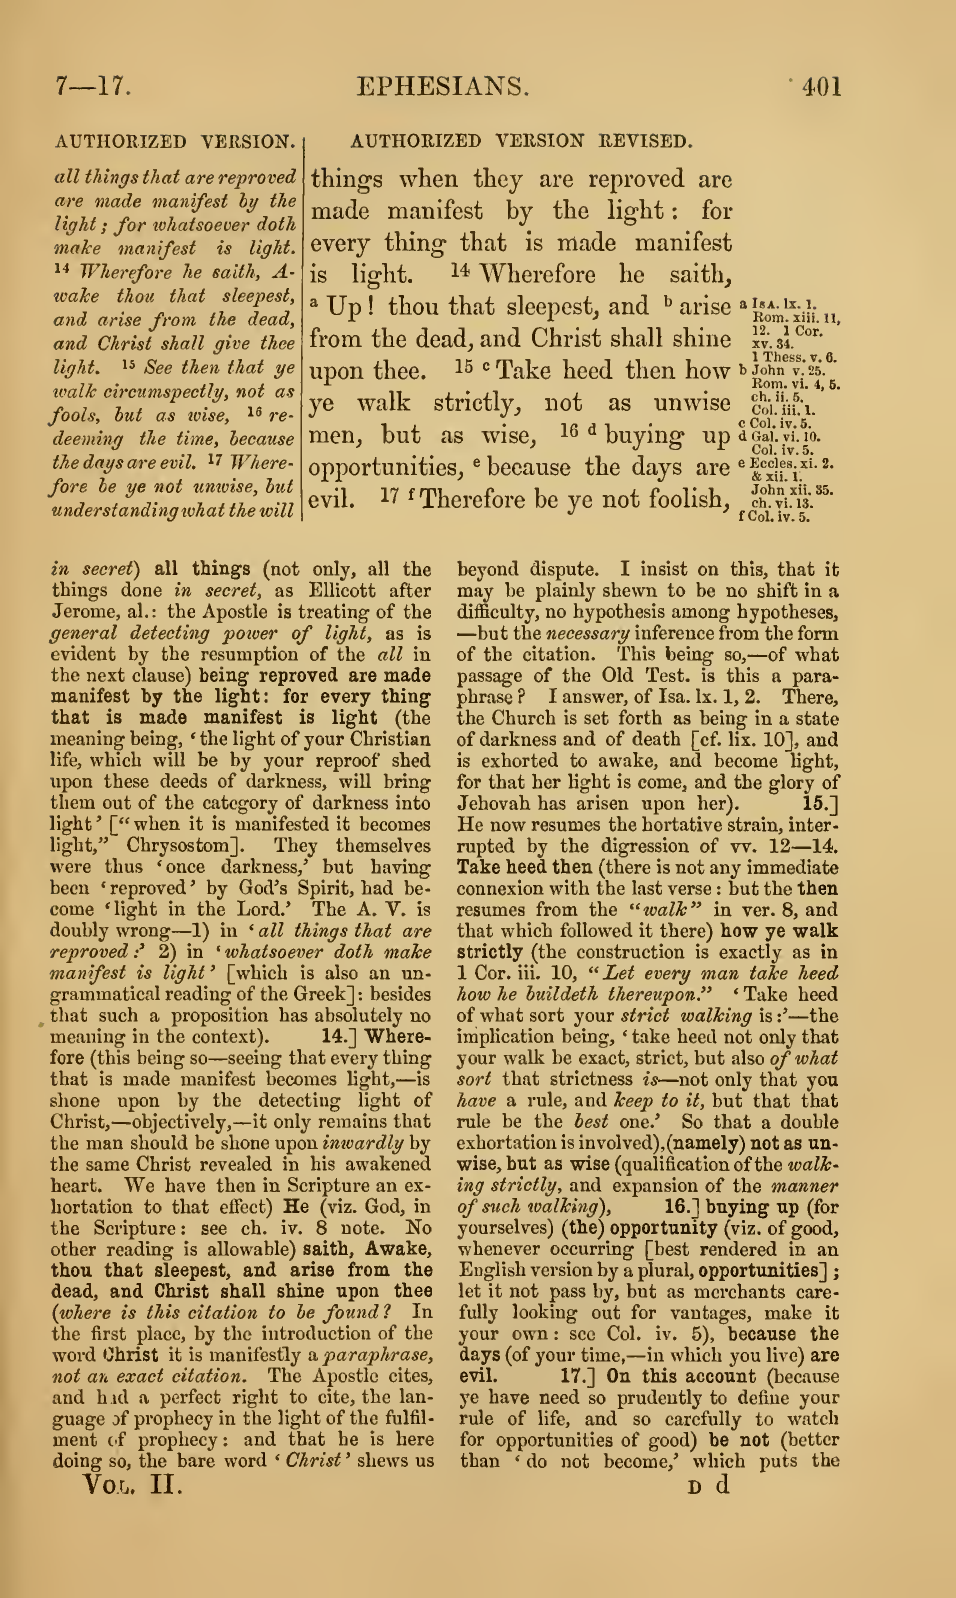 7—17. EPHESIANS. 401
AUTHORIZED VERSION.
all things that are reproved
are made manifest by the
light; for whatsoever doth
make manifest is light.
14 Wherefore he saith, A-
wake thou that sleepest,
and arise from the dead,
and Christ shall give thee
light. 15 See then that ye
walk circumspectly, not as
fools, but as wise, 16 re-
deeming the time, because
the days are evil. 17 Where-
fore be ye not unwise, but
understanding what the will
AUTHORIZED VERSION REVISED.
things when they are reproved are
made manifest by the light: for
every thing that is made manifest
is light. 14 Wherefore he saith,
a Up! thou that sleepest, and b arise
from the dead, and Christ shall shine
upon thee. 15 c Take heed then how
ye walk strictly, not as unwise
men, but as wise, 16 d buying up
opportunities, e because the days are
evil. 17 f Therefore be ye not foolish,
a ISA. lx. 1.
Rom. xiii. 11,
12. 1 Cor.
xv. 34.
1 Thess. v. 6.
b John v. 25.
Rom. vi. 4, 5.
ch. ii. 5.
Col. iii. 1.
c Col. iv. 5.
d Gal. vi. 10.
Col. iv. 5.
e Eccles. xi. 2.
& xii. 1.
John xii. 35.
ch. vi. 13.
f Col. iv. 5.
in secret) all things (not only, all the
things done in secret, as Ellicott after
Jerome, al.: the Apostle is treating of the
general detecting power of light, as is
evident by the resumption of the all in
the next clause) being reproved are made
manifest by the light: for every thing
that is made manifest is light (the
meaning being, ‘the light of your Christian
life, which will be by your reproof shed
upon these deeds of darkness, will bring
them out of the category of darkness into
light’ [“when it is manifested it becomes
light,” Chrysostom]. They themselves
were thus ‘once darkness,’ but having
been ‘reproved’ by God's Spirit, had be-
come ‘light in the Lord.’ The A. V. is
doubly wrong—1) in ‘all things that are
reproved:’ 2) in ‘whatsoever doth make
manifest is light’ [which is also an un-
grammatical reading of the Greek]: besides
that such a proposition has absolutely no
meaning in the context). 14.] Where-
fore (this being so—seeing that every thing
that is made manifest becomes light,—is
shone upon by the detecting light of
Christ,—objectively,—it only remains that
the man should be shone upon inwardly by
the same Christ revealed in his awakened
heart. We have then in Scripture an ex-
hortation to that effect) He (viz. God, in
the Scripture: see ch. iv. 8 note. No
other reading is allowable) saith, Awake,
thou that sleepest, and arise from the
dead, and Christ shall shine upon thee
(where is this citation to be found? In
the first place, by the introduction of the
word Christ it is manifestly a paraphrase,
not an exact citation. The Apostle cites,
and had a perfect right to cite, the lan-
guage of prophecy in the light of the fulfil-
ment of prophecy: and that he is here
doing so, the bare word ‘Christ’ shews us
beyond dispute. I insist on this, that it
may be plainly shewn to be no shift in a
difficulty, no hypothesis among hypotheses,
—but the necessary inference from the form
of the citation. This being so,—of what
passage of the Old Test. is this a para-
phrase? I answer, of Isa. lx. 1, 2. There,
the Church is set forth as being in a state
of darkness and of death [cf. lix. 10], and
is exhorted to awake, and become light,
for that her light is come, and the glory of
Jehovah has arisen upon her). 15.]
He now resumes the hortative strain, inter-
rupted by the digression of vv. 12—14.
Take heed then (there is not any immediate
connexion with the last verse: but the then
resumes from the “walk” in ver. 8, and
that which followed it there) how ye walk
strictly (the construction is exactly as in
1 Cor. iii. 10, “Let every man take heed
how he buildeth thereupon.” ‘Take heed
of what sort your strict walking is:’—the
implication being, ‘take heed not only that
your walk be exact, strict, but also of what
sort that strictness is—not only that you
have a rule, and keep to it, but that that
rule be the best one.’ So that a double
exhortation is involved), (namely) not as un-
wise, but as wise (qualification of the walk-
ing strictly, and expansion of the manner
of such walking), 16.] buying up (for
yourselves) (the) opportunity (viz. of good,
whenever occurring [best rendered in an
English version by a plural, opportunities];
let it not pass by, but as merchants care-
fully looking out for vantages, make it
your own: see Col. iv. 5), because the
days (of your time,—in which you live) are
evil. 17.] On this account (because
ye have need so prudently to define your
rule of life, and so carefully to watch
for opportunities of good) be not (better
than ‘do not become,’ which puts the
VOL. II. D d